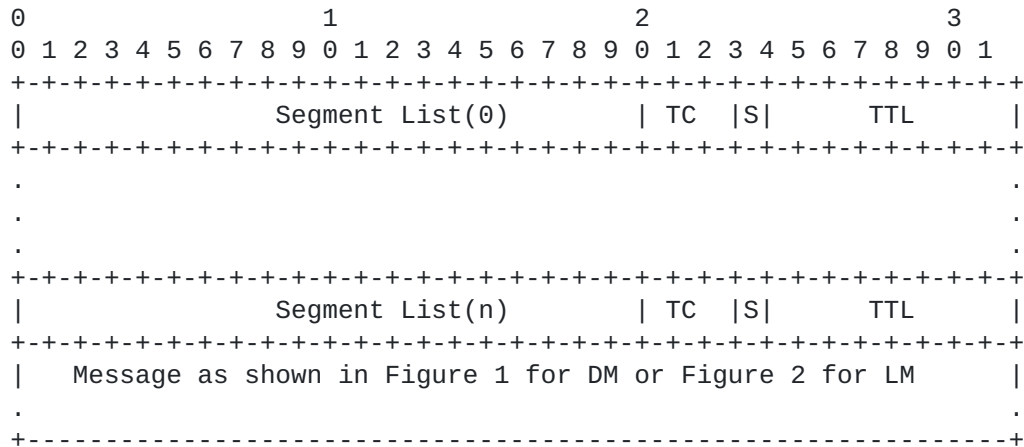 0                   1                   2                   3
0 1 2 3 4 5 6 7 8 9 0 1 2 3 4 5 6 7 8 9 0 1 2 3 4 5 6 7 8 9 0 1
+-+-+-+-+-+-+-+-+-+-+-+-+-+-+-+-+-+-+-+-+-+-+-+-+-+-+-+-+-+-+-+-+
|                Segment List(0)        | TC  |S|      TTL      |
+-+-+-+-+-+-+-+-+-+-+-+-+-+-+-+-+-+-+-+-+-+-+-+-+-+-+-+-+-+-+-+-+
.                                                               .
.                                                               .
.                                                               .
+-+-+-+-+-+-+-+-+-+-+-+-+-+-+-+-+-+-+-+-+-+-+-+-+-+-+-+-+-+-+-+-+
|                Segment List(n)        | TC  |S|      TTL      |
+-+-+-+-+-+-+-+-+-+-+-+-+-+-+-+-+-+-+-+-+-+-+-+-+-+-+-+-+-+-+-+-+
|   Message as shown in Figure 1 for DM or Figure 2 for LM      |
.                                                               .
+---------------------------------------------------------------+